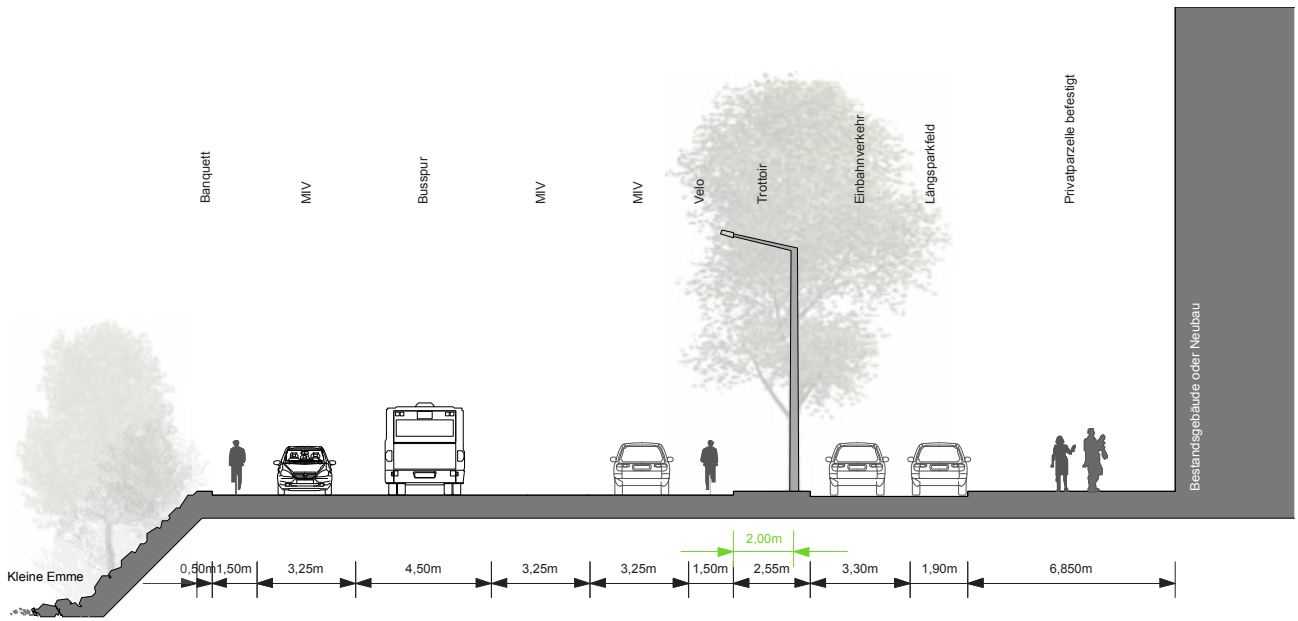 Banquett
MIV
Busspur
MIV
MIV
Velo
Trottoir
Einbahnverkehr
Längsparkfeld
Privatparzelle befestigt
Bestandsgebäude oder Neubau
2,00m
Kleine Emme
0,50m
1,50m
3,25m
4,50m
3,25m
3,25m
1,50m
2,55m
3,30m
1,90m
6,850m